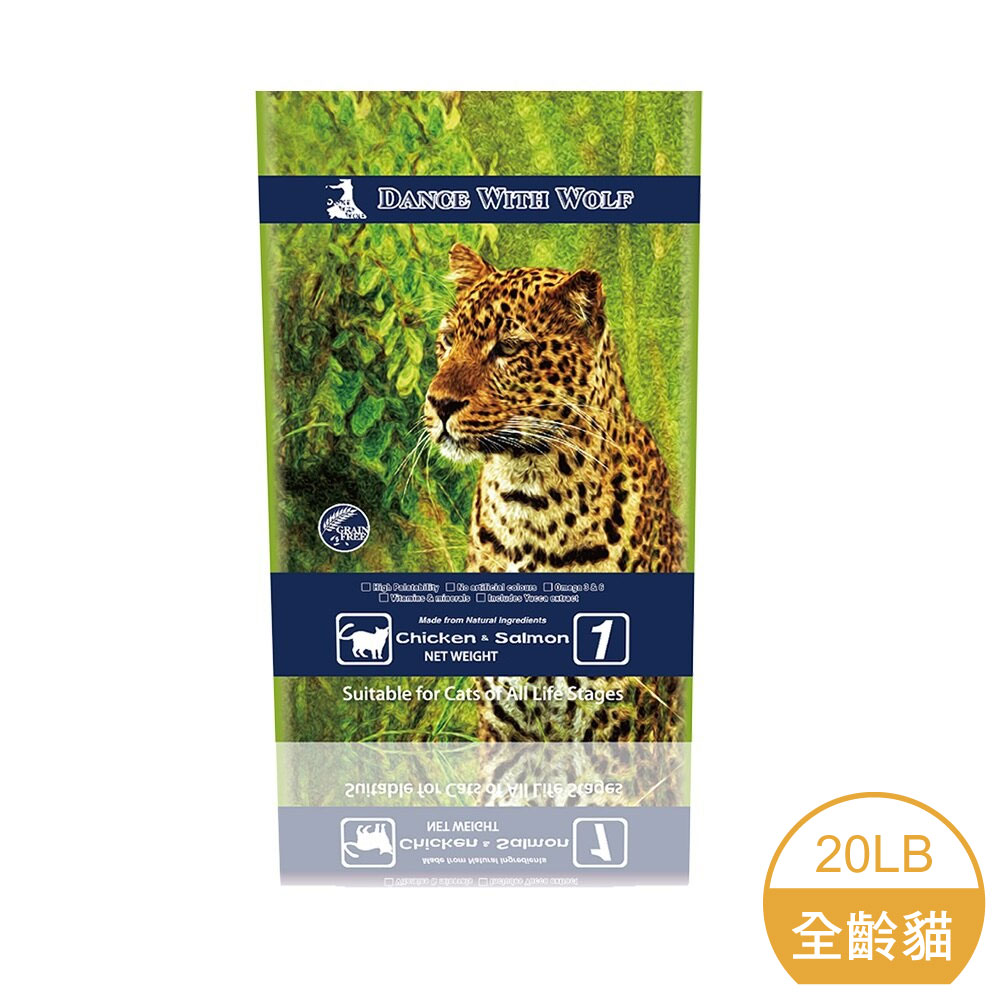 DANCE WITH WOLF
GRAIN
FREE
High Palatability No artificial colours Omega 3 & 6
Vitamins & minerals Includes Yucca extract
Made from Natural Ingredients
Chicken & Salmon 1
NET WEIGHT
Suitable for Cats of All Life Stages
20LB
全齡貓